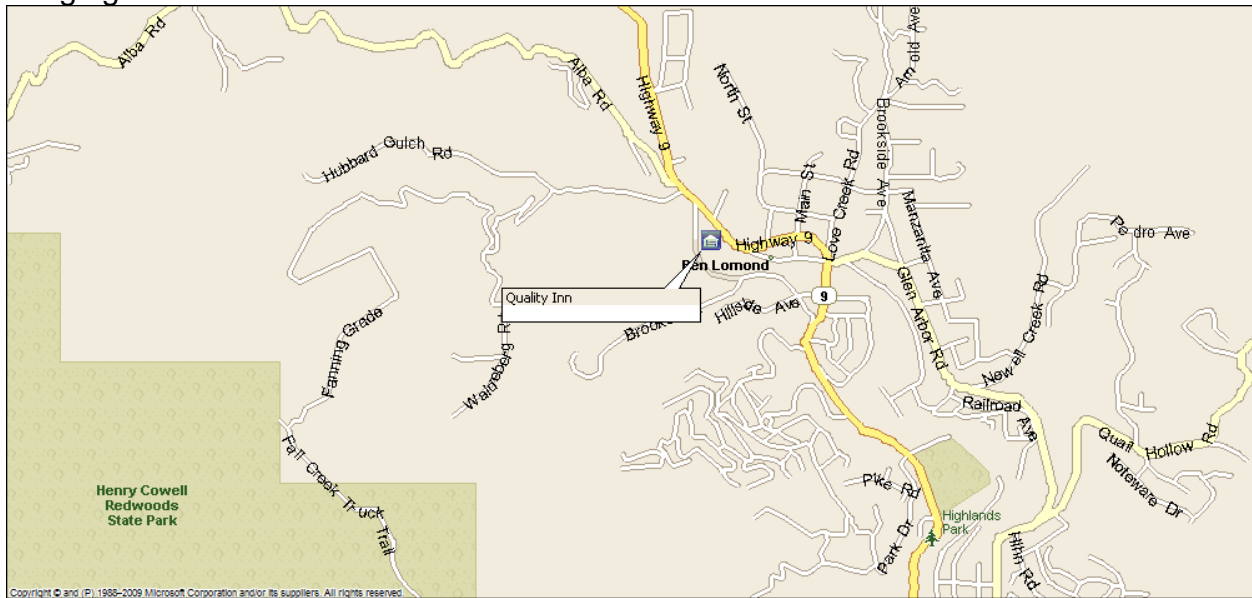 Alba Rd
Alba Rd
Highway 9
North St
Arnold Ave
Brookside Ave
Hubbard Gulch Rd
Main St
Love Creek Rd
Manzanita Ave
Pedro Ave
Highway 9
Ben Lomond
Quality Inn
9
Hillside Ave
Glen Arbor Rd
Newell Creek Rd
Fanning Grade
Railroad Ave
Quail Hollow Rd
Noteware Dr
Fall Creek Truck Trail
Henry Cowell
Redwoods
State Park
Pike Rd
Park Dr
Highlands
Park
Hihn Rd
Copyright © and (P) 1988–2009 Microsoft Corporation and/or its suppliers. All rights reserved.